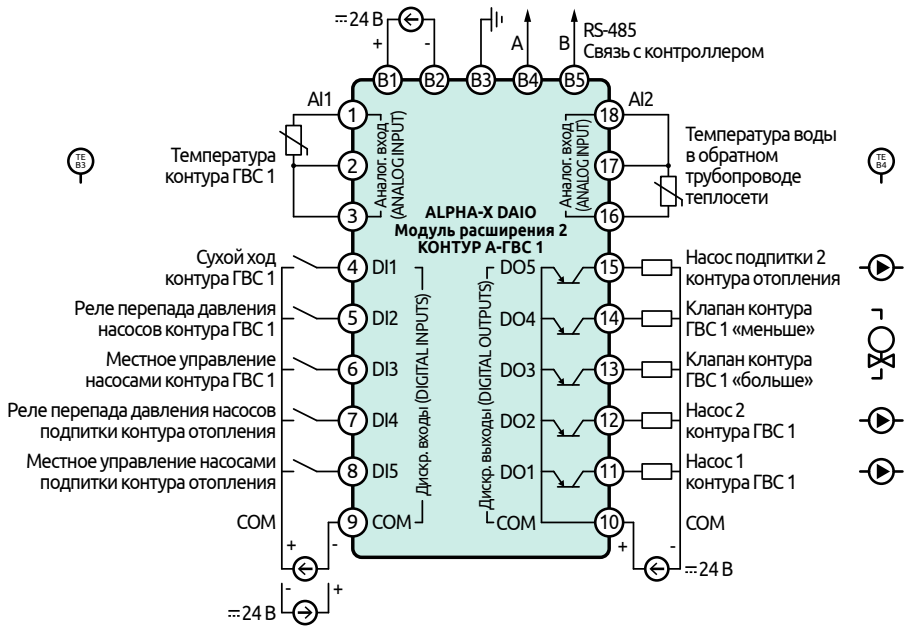 ⎓24 В
+
-
A
B
RS-485
Связь с контроллером
B1
B2
B3
B4
B5
AI1
AI2
1
2
3
Аналог. вход
(ANALOG INPUT)
Температура
контура ГВС 1
TE
B3
18
17
16
Аналог. вход
(ANALOG INPUT)
Температура воды
в обратном
трубопроводе
теплосети
TE
B4
ALPHA-X DAIO
Модуль расширения 2
КОНТУР А-ГВС 1
Сухой ход
контура ГВС 1
4
DI1
Реле перепада давления
насосов контура ГВС 1
5
DI2
Местное управление
насосами контура ГВС 1
6
DI3
Реле перепада давления насосов
подпитки контура отопления
7
DI4
Местное управление насосами
подпитки контура отопления
8
DI5
COM
9
COM
Дискр. входы (DIGITAL INPUTS)
Дискр. выходы (DIGITAL OUTPUTS)
DO5
15
Насос подпитки 2
контура отопления
DO4
14
Клапан контура
ГВС 1 «меньше»
DO3
13
Клапан контура
ГВС 1 «больше»
DO2
12
Насос 2
контура ГВС 1
DO1
11
Насос 1
контура ГВС 1
COM
10
COM
+
-
+
-
⎓24 В
-
+
⎓24 В